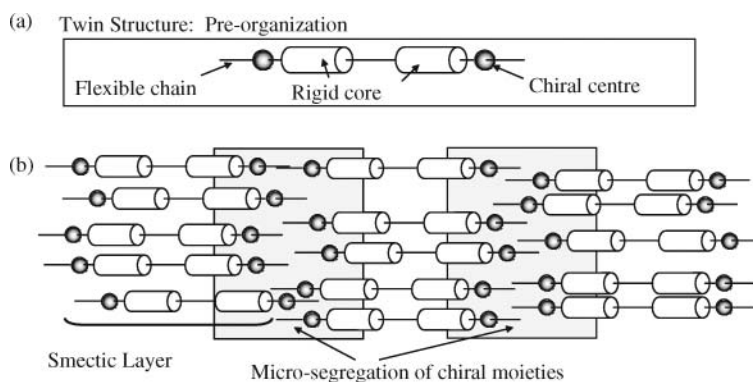 (a) Twin Structure: Pre-organization
Flexible chain
Rigid core
Chiral centre
(b)
Smectic Layer
Micro-segregation of chiral moieties